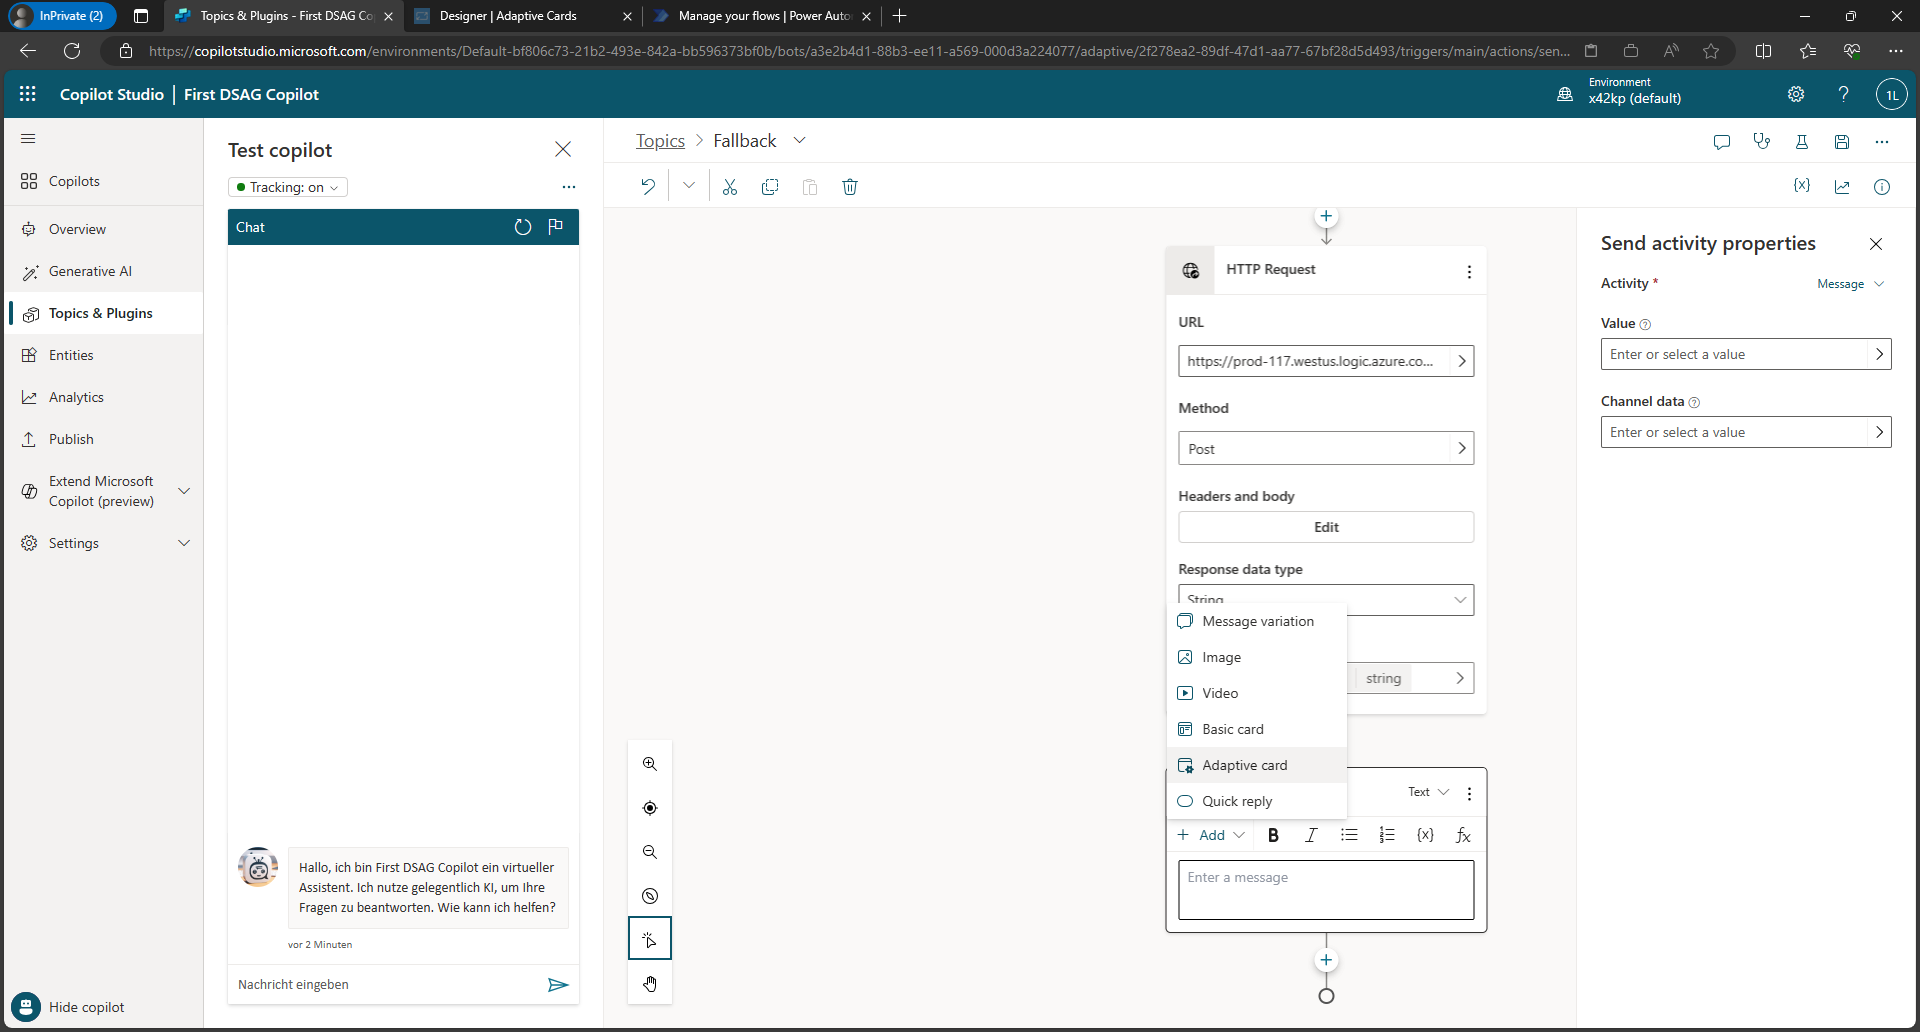 InPrivate (2)
Topics & Plugins - First DSAG Co
Designer | Adaptive Cards
Manage your flows | Power Auto
https://copilotstudio.microsoft.com/environments/Default-bf806c73-21b2-493e-842a-bb596373bf0b/bots/a3e2b4d1-88b3-ee11-a569-000d3a224077/adaptive/2f278ea2-89df-47d1-aa77-67bf28d5d493/triggers/main/actions/sen...
Copilot Studio | First DSAG Copilot
Environment
x42kp (default)
?
1L
Copilots
Overview
Generative AI
Topics & Plugins
Entities
Analytics
Publish
Extend Microsoft
Copilot (preview)
Settings
Hide copilot
Test copilot
Tracking: on
Chat
Hallo, ich bin First DSAG Copilot ein virtueller
Assistent. Ich nutze gelegentlich KI, um Ihre
Fragen zu beantworten. Wie kann ich helfen?
vor 2 Minuten
Nachricht eingeben
Topics > Fallback
HTTP Request
URL
https://prod-117.westus.logic.azure.co...
Method
Post
Headers and body
Edit
Response data type
String
Message variation
Image
string
Video
Basic card
Adaptive card
Quick reply
Text
Add
B I {x} fx
Enter a message
Send activity properties
Activity *
Message
Value
Enter or select a value
Channel data
Enter or select a value